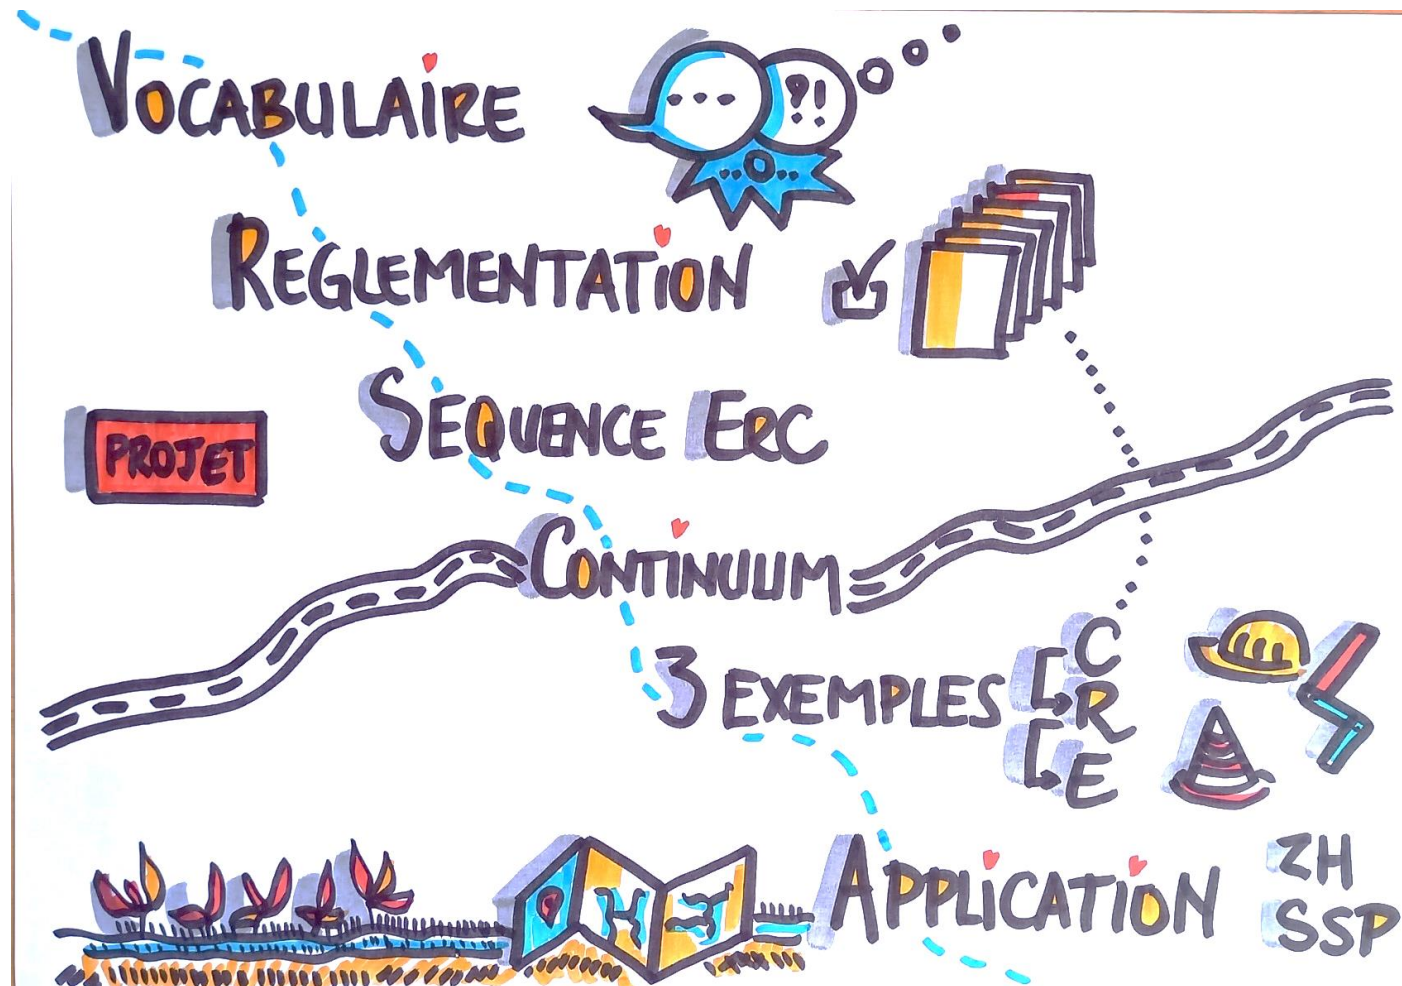 VOCABULAIRE
...
?!
REGLEMENTATION
SEQUENCE ERC
PROJET
CONTINUUM
3 EXEMPLES
C
R
E
APPLICATION
ZH
SSP